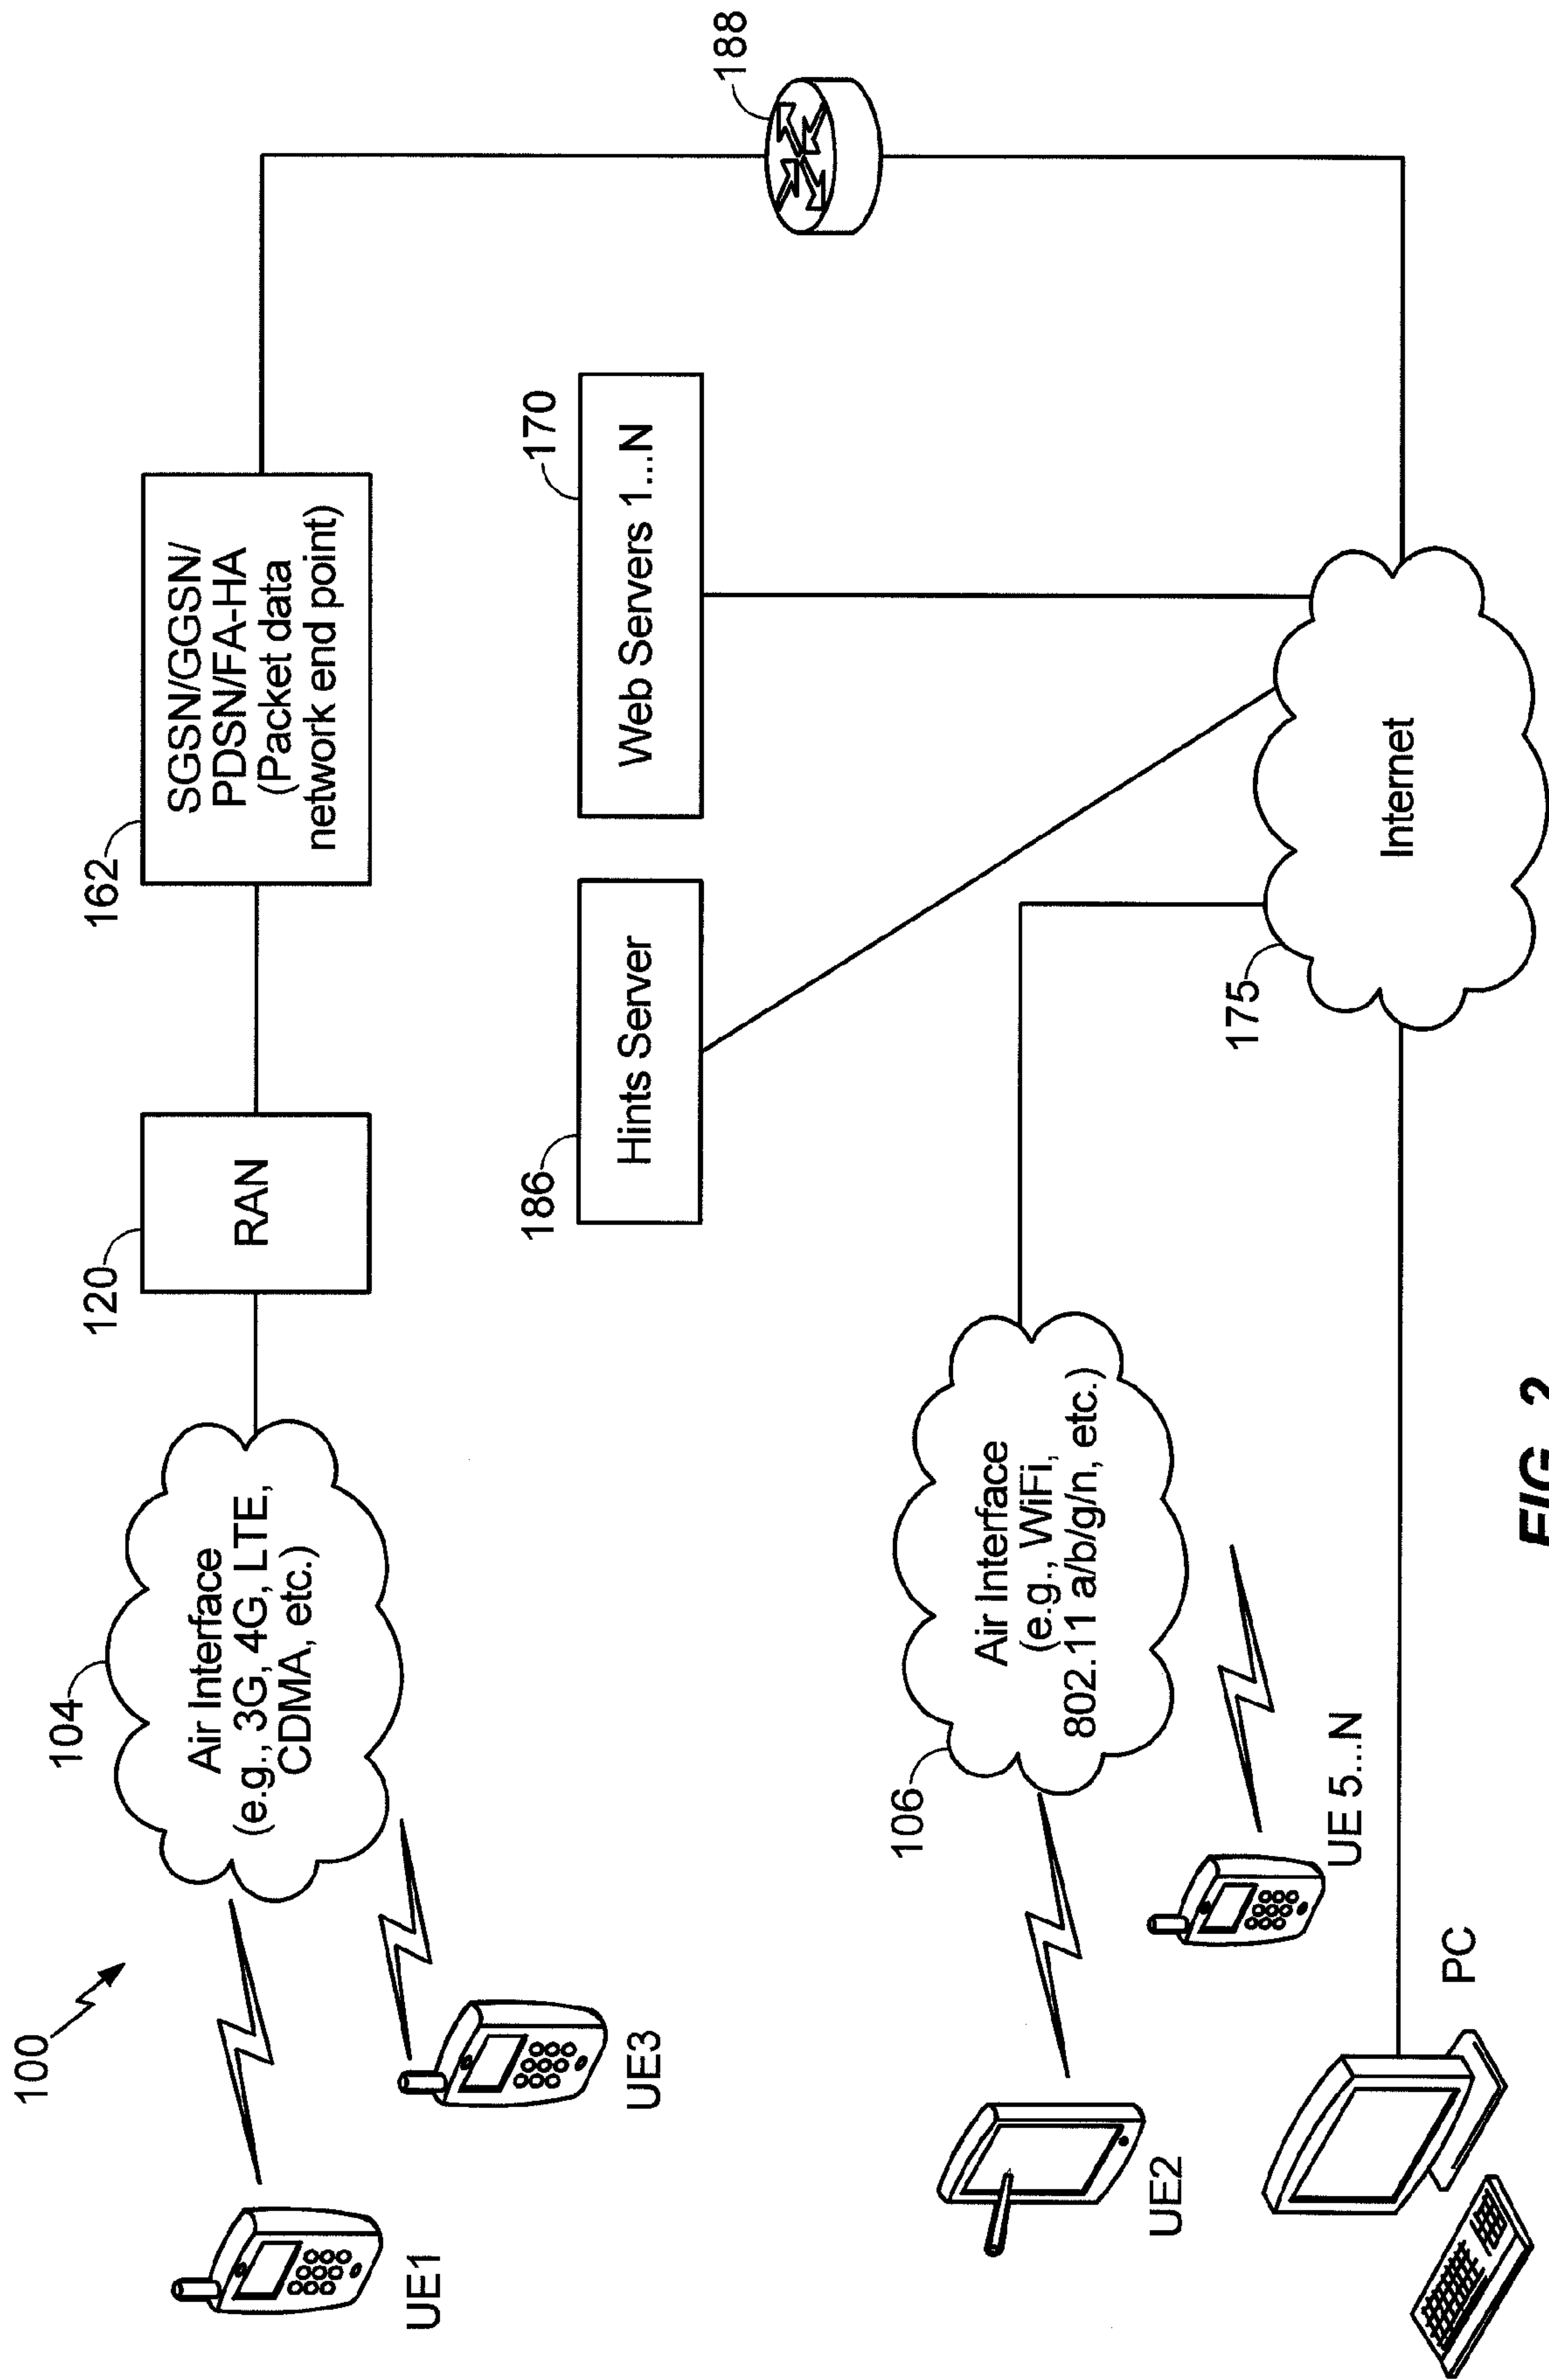 100
104
Air Interface
(e.g., 3G, 4G, LTE,
CDMA, etc.)
120
RAN
162
SGSN/GGSN/
PDSN/FA-HA
(Packet data
network end point)
UE1
UE3
186
Hints Server
170
Web Servers 1...N
188
106
Air Interface
(e.g., WiFi,
802.11 a/b/g/n, etc.)
UE2
UE 5...N
175
Internet
PC
FIG. 2